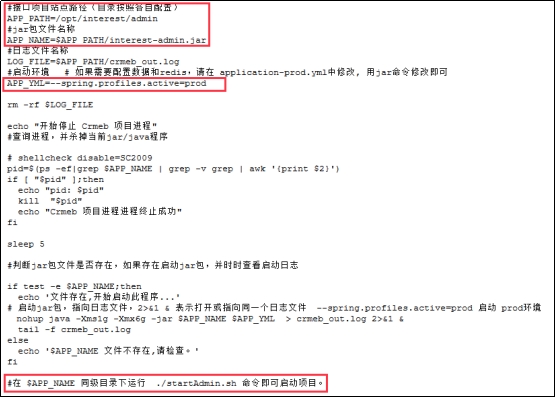 #接口项目站点路径（目录按照各自配置）
APP_PATH=/opt/interest/admin
#jar包文件名称
APP_NAME=$APP_PATH/interest-admin.jar
#日志文件名称
LOG_FILE=$APP_PATH/crmeb_out.log
#启动环境  # 如果需要配置数据和redis，请在 application-prod.yml中修改, 用jar命令修改即可
APP_YML=--spring.profiles.active=prod
rm -rf $LOG_FILE
echo "开始停止 Crmeb 项目进程"
#查询进程，并杀掉当前jar/java程序
# shellcheck disable=SC2009
pid=$(ps -ef|grep $APP_NAME | grep -v grep | awk '{print $2}')
if [ "$pid" ];then
  echo "pid: $pid"
  kill  "$pid"
  echo "Crmeb 项目进程进程终止成功"
fi
sleep 5
#判断jar包文件是否存在，如果存在启动jar包，并时时查看启动日志
if test -e $APP_NAME;then
  echo '文件存在,开始启动此程序...'
# 启动jar包，指向日志文件，2>&1 & 表示打开或指向同一个日志文件  --spring.profiles.active=prod 启动 prod环境
  nohup java -Xms1g -Xmx6g -jar $APP_NAME $APP_YML  > crmeb_out.log 2>&1 &
  tail -f crmeb_out.log
else
  echo '$APP_NAME 文件不存在,请检查。'
fi
#在 $APP_NAME 同级目录下运行  ./startAdmin.sh 命令即可启动项目。